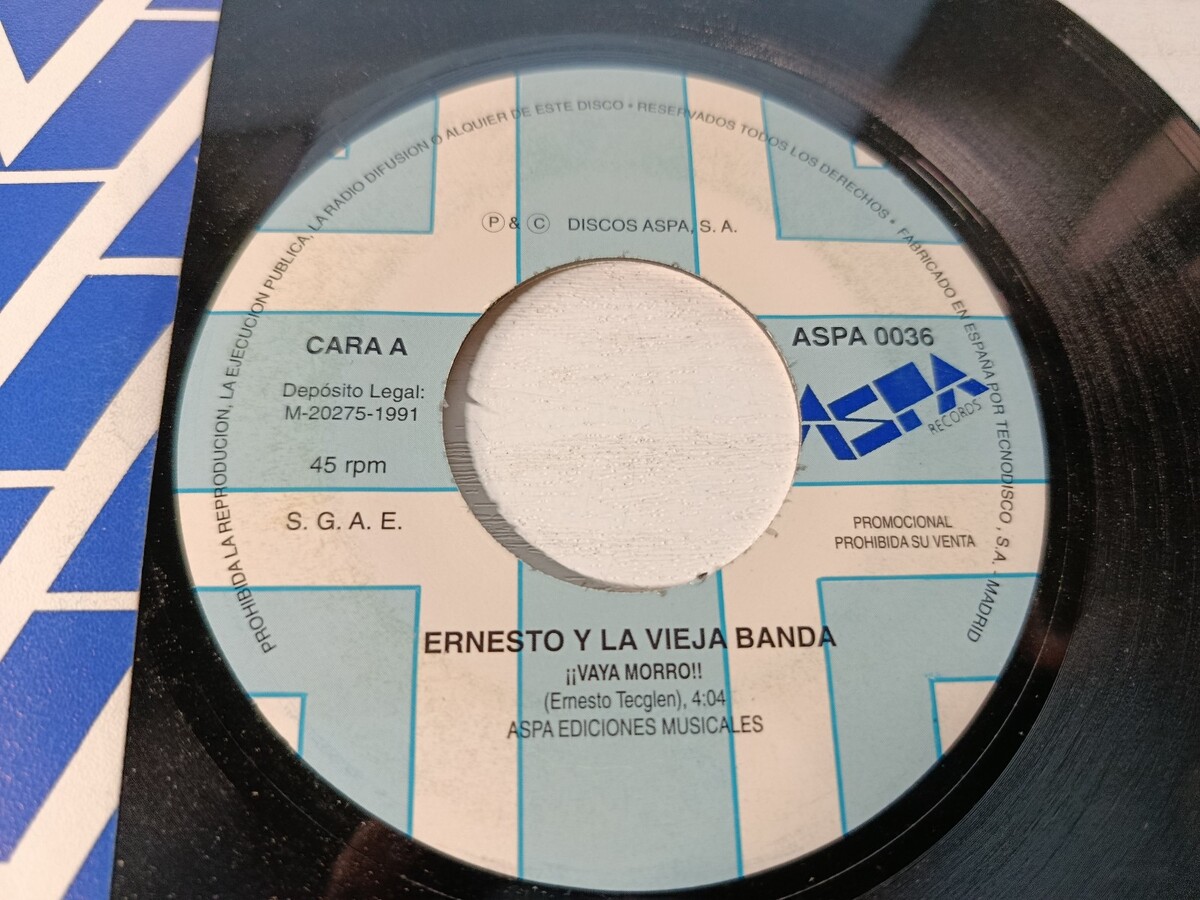 PROHIBIDA LA REPRODUCION, LA EJECUCION PUBLICA, LA RADIO DIFUSION O ALQUIER DE ESTE DISCO • RESERVADOS TODOS LOS DERECHOS • FABRICADO EN ESPAÑA POR TECNODISCO, S.A. - MADRID
Ⓟ & © DISCOS ASPA, S. A.
CARA A
Depósito Legal:
M-20275-1991
45 rpm
S. G. A. E.
ASPA 0036
ASPA
RECORDS
PROMOCIONAL
PROHIBIDA SU VENTA
ERNESTO Y LA VIEJA BANDA
¡¡VAYA MORRO!!
(Ernesto Tecglen), 4:04
ASPA EDICIONES MUSICALES